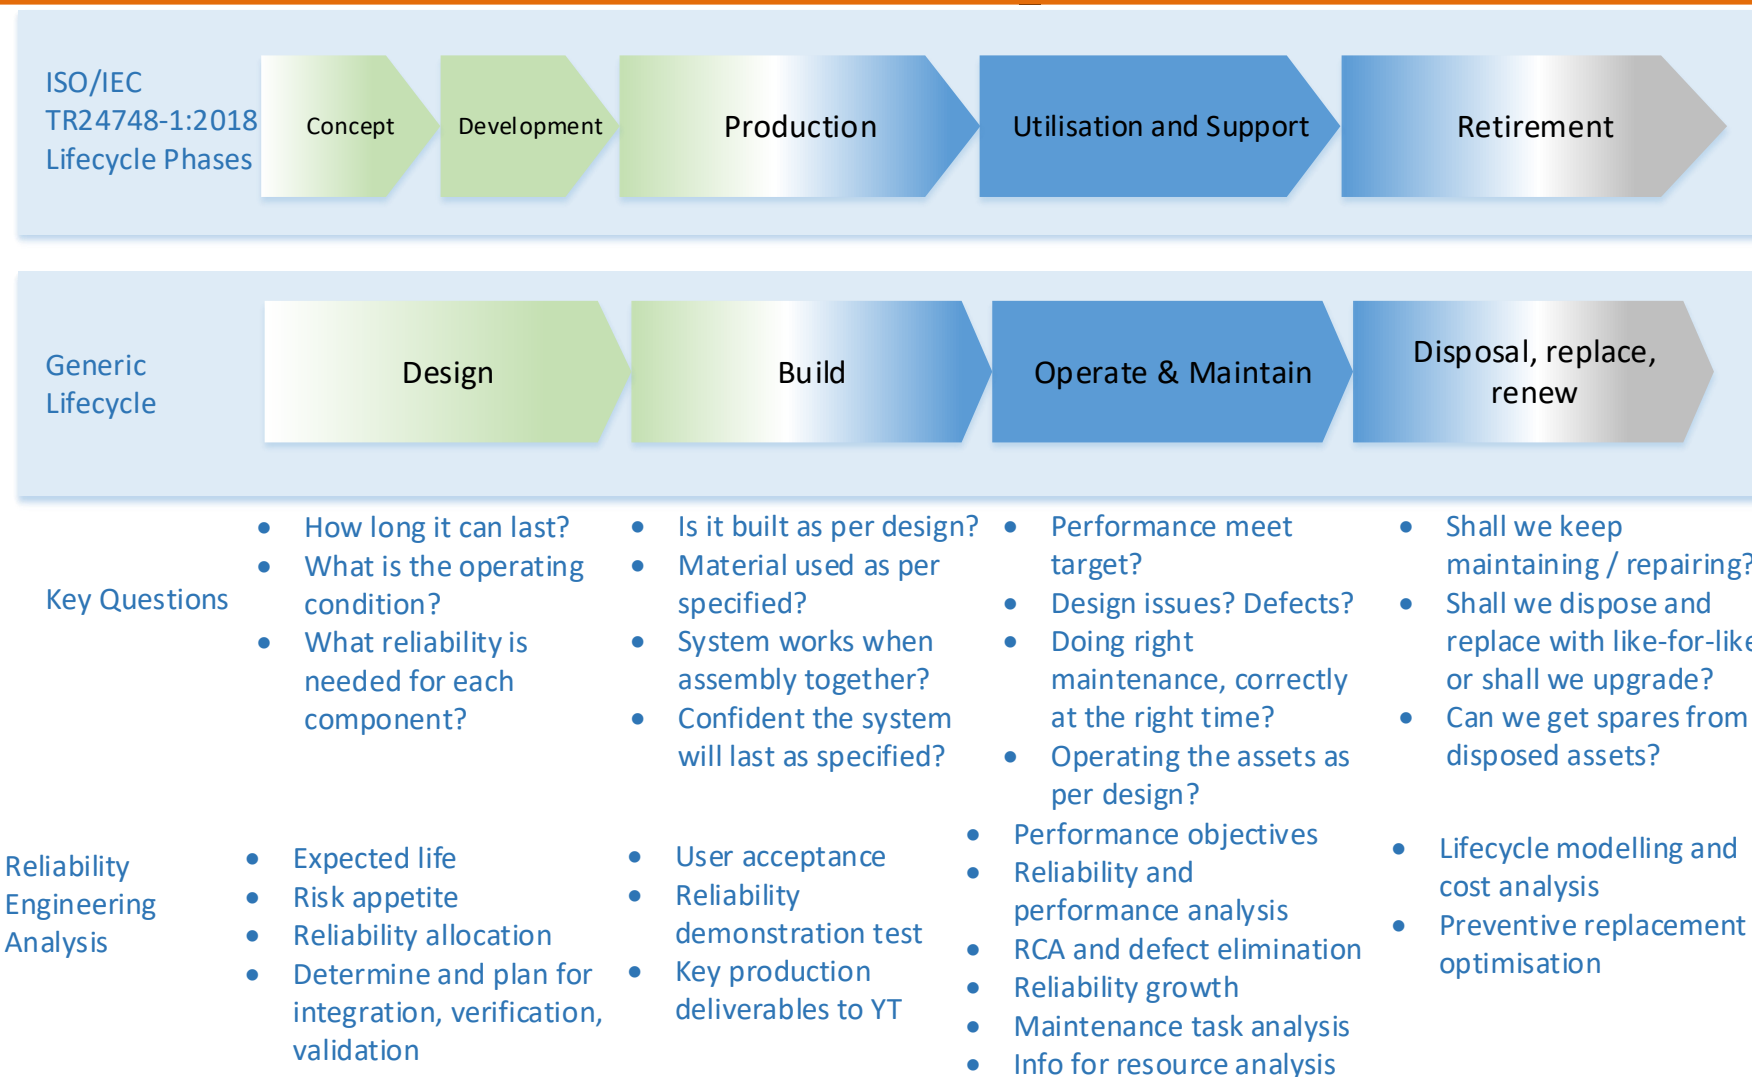 ISO/IEC
TR24748-1:2018
Lifecycle Phases
Concept
Development
Production
Utilisation and Support
Retirement
Generic
Lifecycle
Design
Build
Operate & Maintain
Disposal, replace,
renew
Key Questions
• How long it can last?
• What is the operating
condition?
• What reliability is
needed for each
component?
• Is it built as per design?
• Material used as per
specified?
• System works when
assembly together?
• Confident the system
will last as specified?
• Performance meet
target?
• Design issues? Defects?
• Doing right
maintenance, correctly
at the right time?
• Operating the assets as
per design?
• Shall we keep
maintaining / repairing?
• Shall we dispose and
replace with like-for-like
or shall we upgrade?
• Can we get spares from
disposed assets?
Reliability
Engineering
Analysis
• Expected life
• Risk appetite
• Reliability allocation
• Determine and plan for
integration, verification,
validation
• User acceptance
• Reliability
demonstration test
• Key production
deliverables to YT
• Performance objectives
• Reliability and
performance analysis
• RCA and defect elimination
• Reliability growth
• Maintenance task analysis
• Info for resource analysis
• Lifecycle modelling and
cost analysis
• Preventive replacement
optimisation